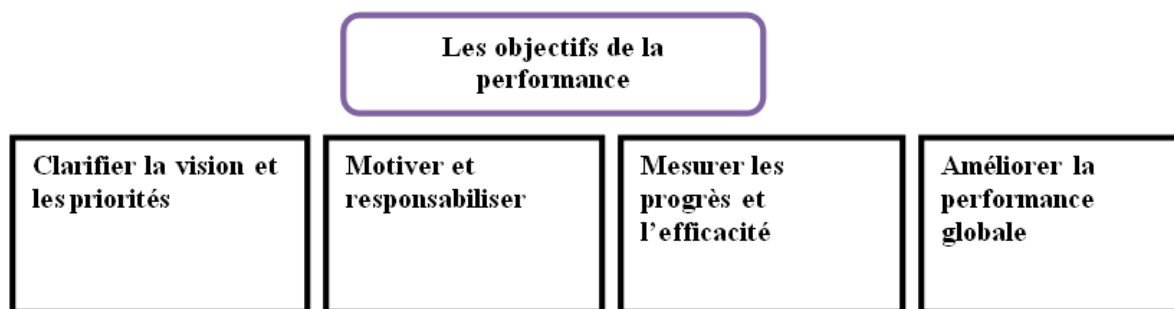 Les objectifs de la
performance
Clarifier la vision et
les priorités
Motiver et
responsabiliser
Mesurer les
progrès et
l’efficacité
Améliorer la
performance
globale